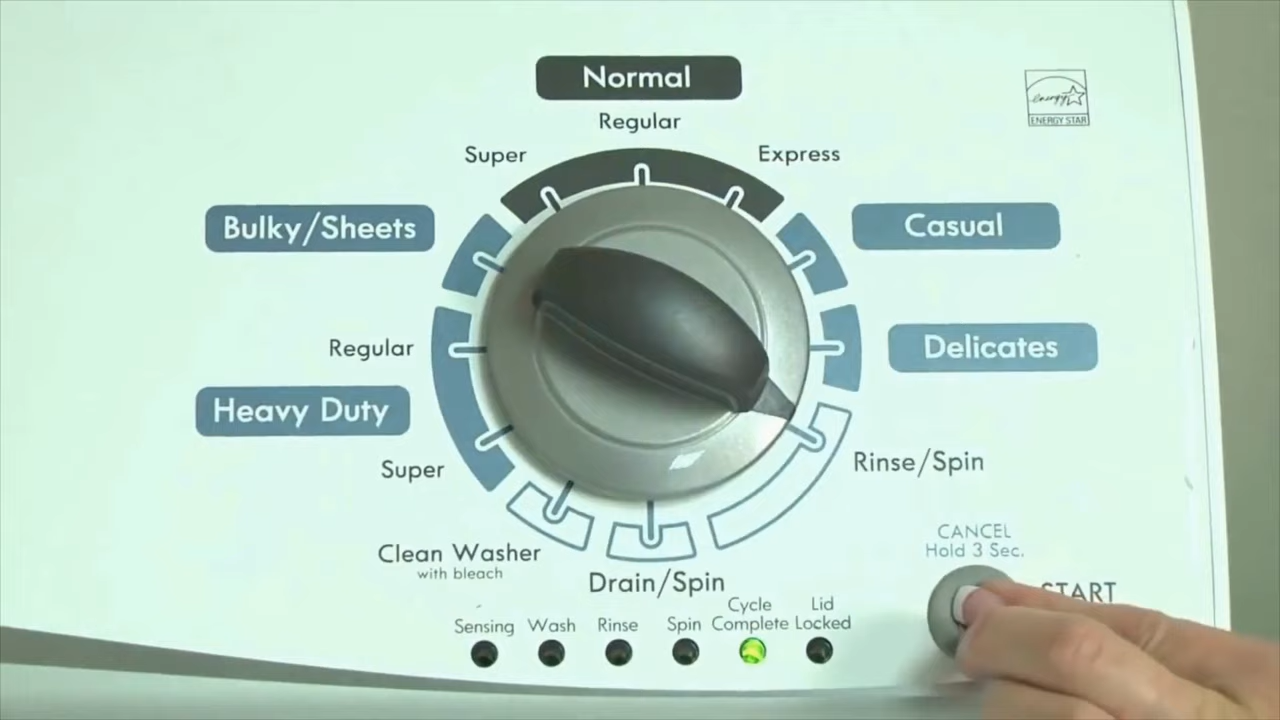 Normal
Regular
Super
Express
energy
ENERGY STAR
Bulky/Sheets
Casual
Regular
Delicates
Heavy Duty
Super
Rinse/Spin
CANCEL
Hold 3 Sec.
Clean Washer
with bleach
Drain/Spin
START
Sensing
Wash
Rinse
Spin
Cycle
Complete
Lid
Locked